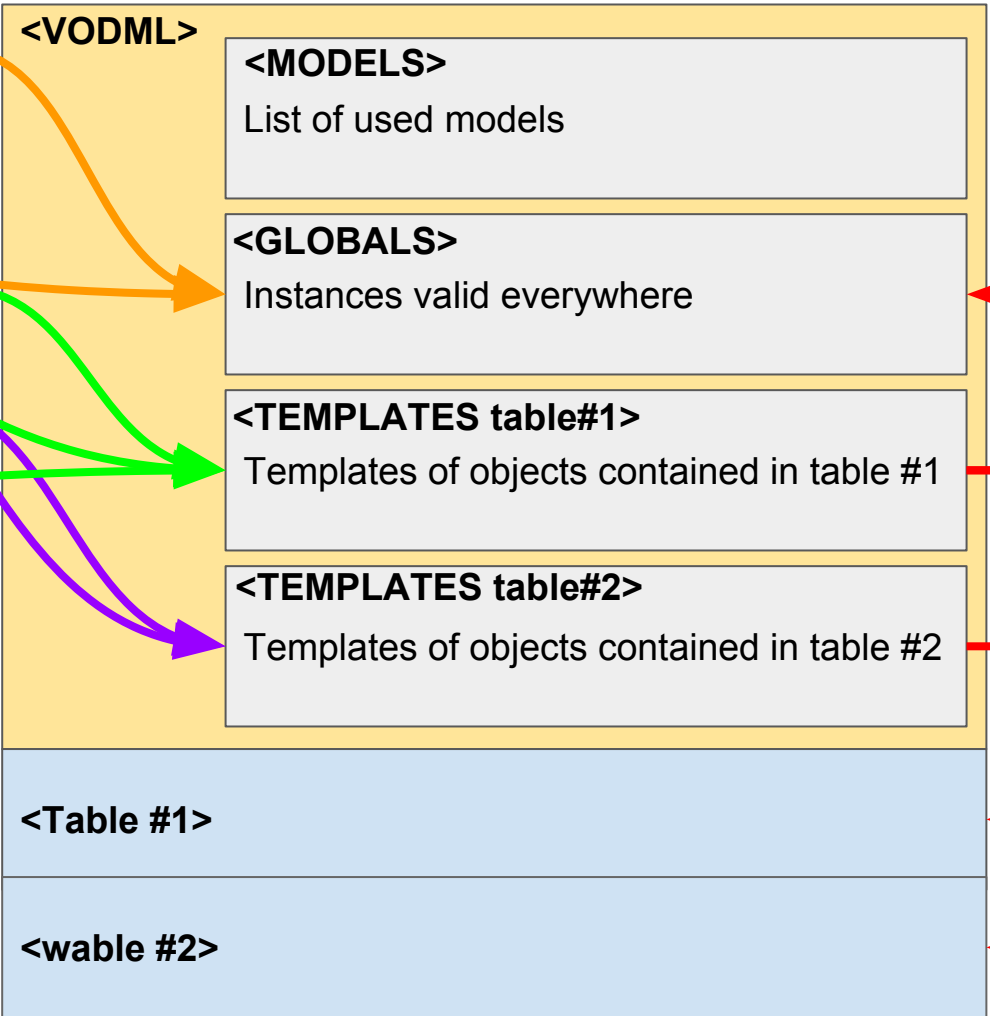 <VODML>
<MODELS>
List of used models
<GLOBALS>
Instances valid everywhere
<TEMPLATES table#1>
Templates of objects contained in table #1
<TEMPLATES table#2>
Templates of objects contained in table #2
<Table #1>
<wable #2>